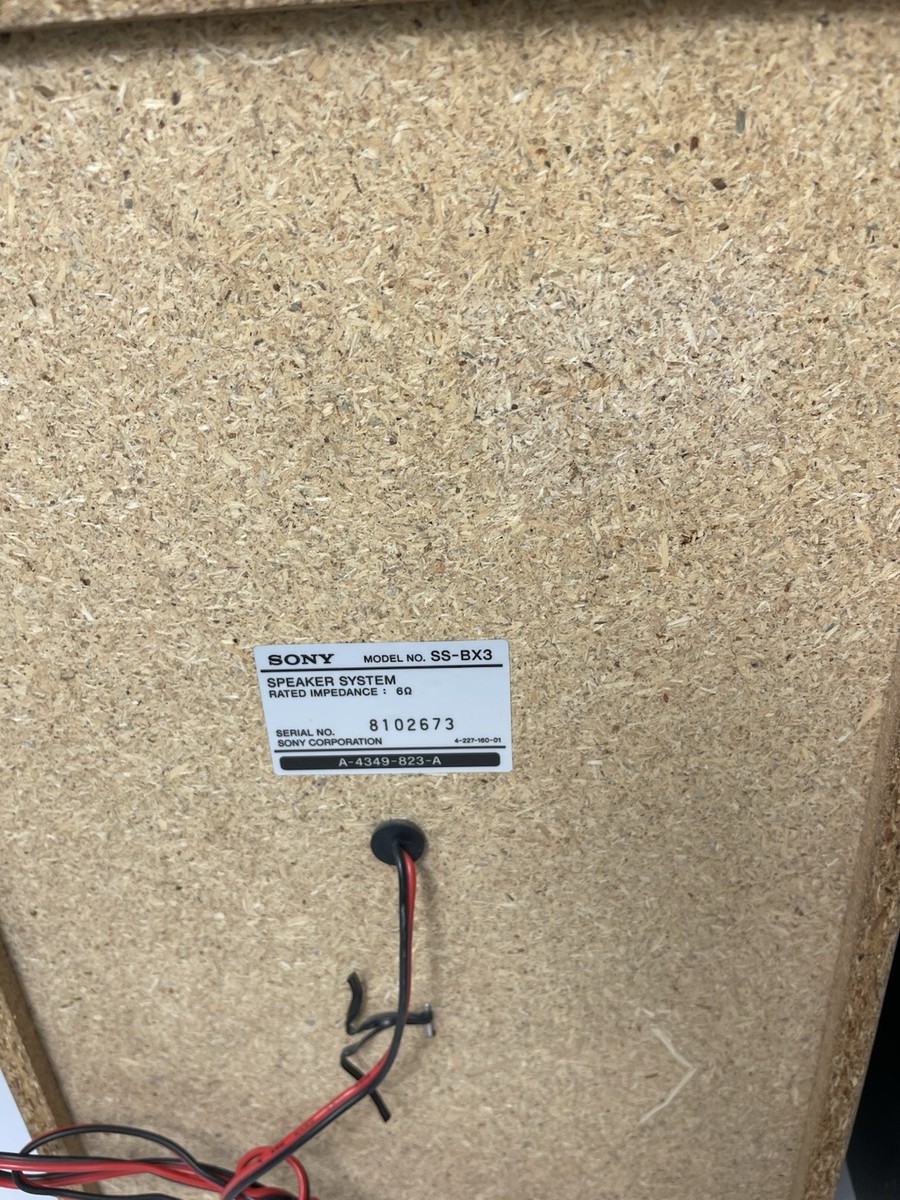 SONY MODEL NO. SS-BX3
SPEAKER SYSTEM
RATED IMPEDANCE : 6Ω
SERIAL NO. 8102673
SONY CORPORATION 4-227-160-01
A-4349-823-A